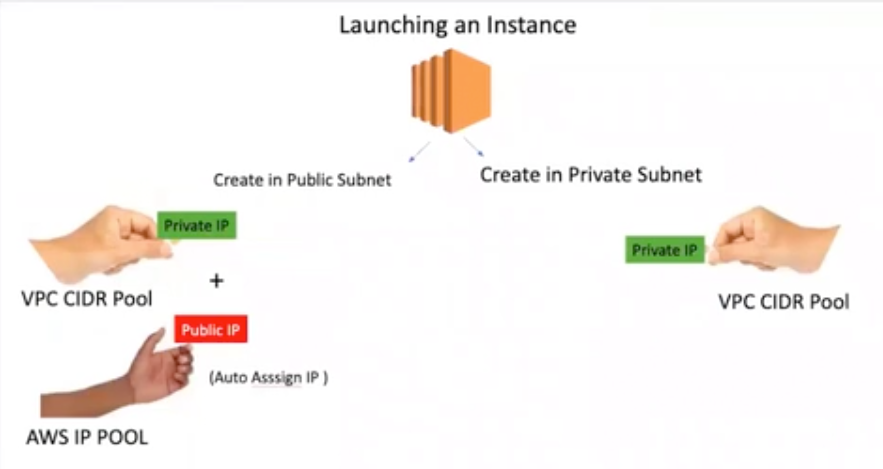 Launching an Instance
Create in Public Subnet
Create in Private Subnet
Private IP
VPC CIDR Pool
+
Public IP
(Auto Asssign IP )
AWS IP POOL
Private IP
VPC CIDR Pool